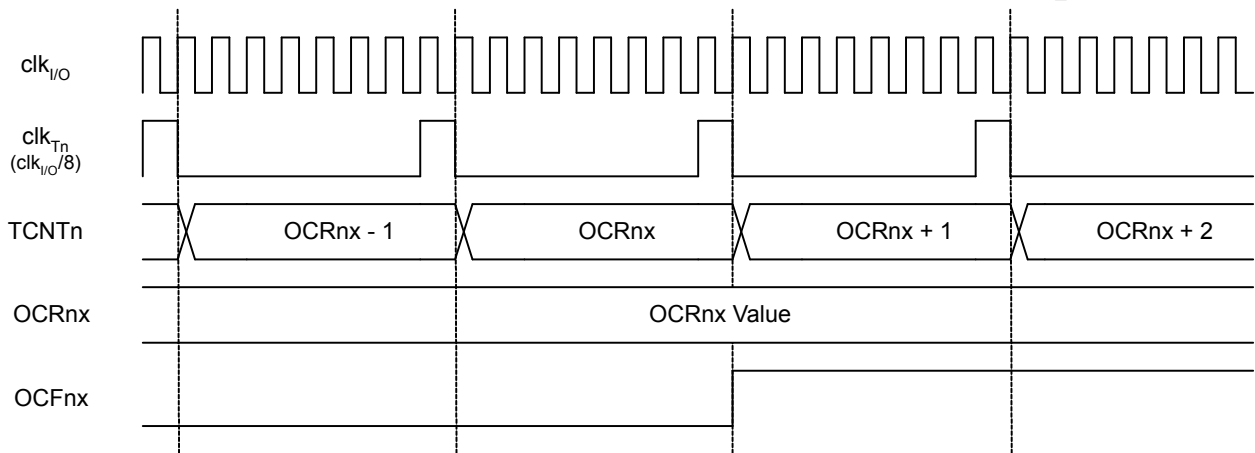 clkI/O
clkTn
(clkI/O/8)
TCNTn
OCRnx - 1
OCRnx
OCRnx + 1
OCRnx + 2
OCRnx
OCRnx Value
OCFnx